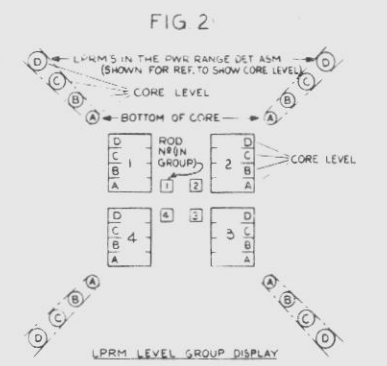 FIG 2
D LPRM'S IN THE PWR RANGE DET ASM D
(SHOWN FOR REF. TO SHOW CORE LEVEL)
C CORE LEVEL C
B B
A BOTTOM OF CORE A
D ROD D
C Nº(IN C CORE LEVEL
1 GROUP) 2
B B
A 1 2 A
D 4 3 D
C C
4 3
B B
A A
A A
B B
C C
D D
LPRM LEVEL GROUP DISPLAY